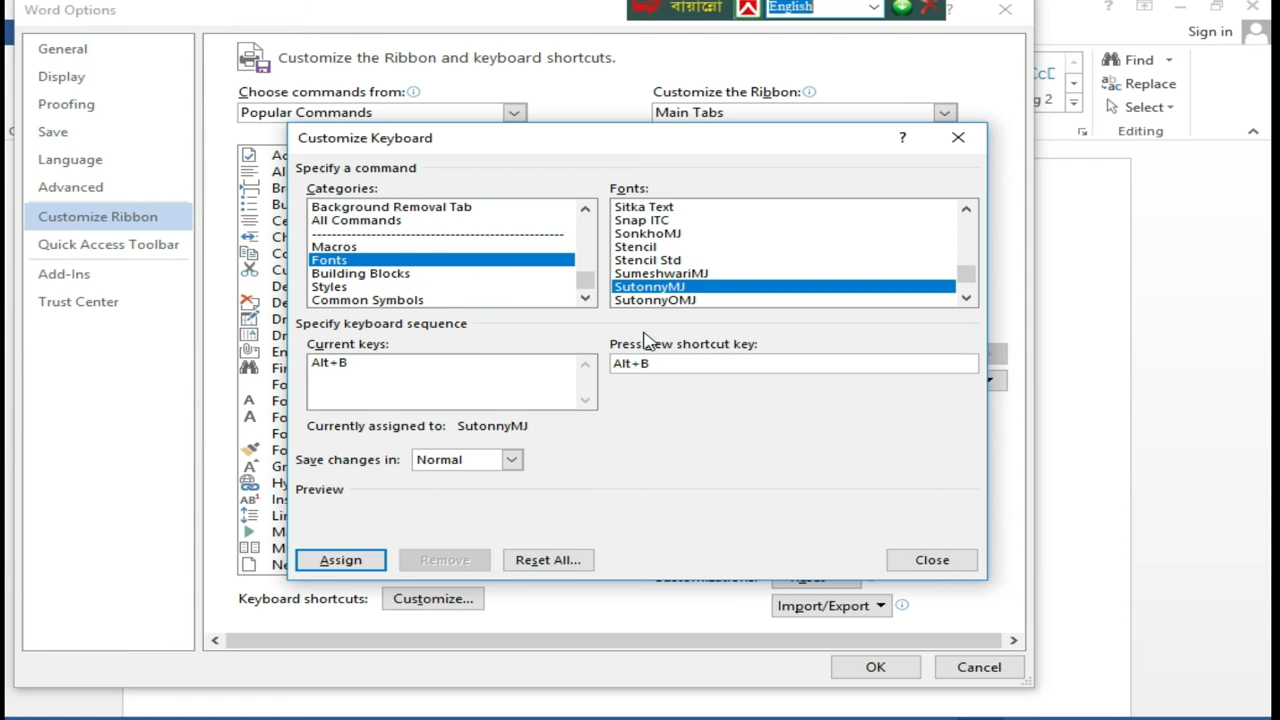 Word Options
বায়ান্নো
English
?
Sign in
General
Display
Proofing
Save
Language
Advanced
Customize Ribbon
Quick Access Toolbar
Add-Ins
Trust Center
Customize the Ribbon and keyboard shortcuts.
Choose commands from:
Popular Commands
Customize the Ribbon:
Main Tabs
Find
Replace
Select
Editing
g 2
Customize Keyboard
?
Specify a command
Categories:
Background Removal Tab
All Commands
Macros
Fonts
Building Blocks
Styles
Common Symbols
Fonts:
Sitka Text
Snap ITC
SonkhoMJ
Stencil
Stencil Std
SumeshwariMJ
SutonnyMJ
SutonnyOMJ
Specify keyboard sequence
Current keys:
Alt+B
Press new shortcut key:
Alt+B
Currently assigned to: SutonnyMJ
Save changes in: Normal
Preview
Assign
Remove
Reset All...
Close
Keyboard shortcuts: Customize...
Import/Export
OK
Cancel